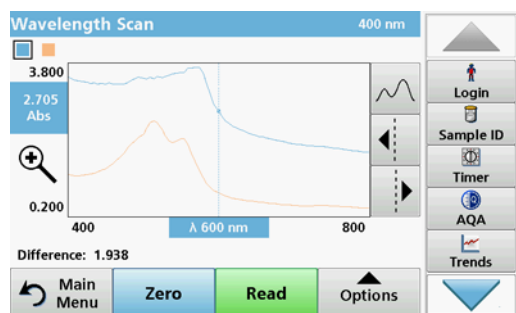 Wavelength Scan 400 nm
3.800
2.705
Abs
0.200
400 λ 600 nm 800
Difference: 1.938
Main
Menu
Zero
Read
Options
Login
Sample ID
Timer
AQA
Trends